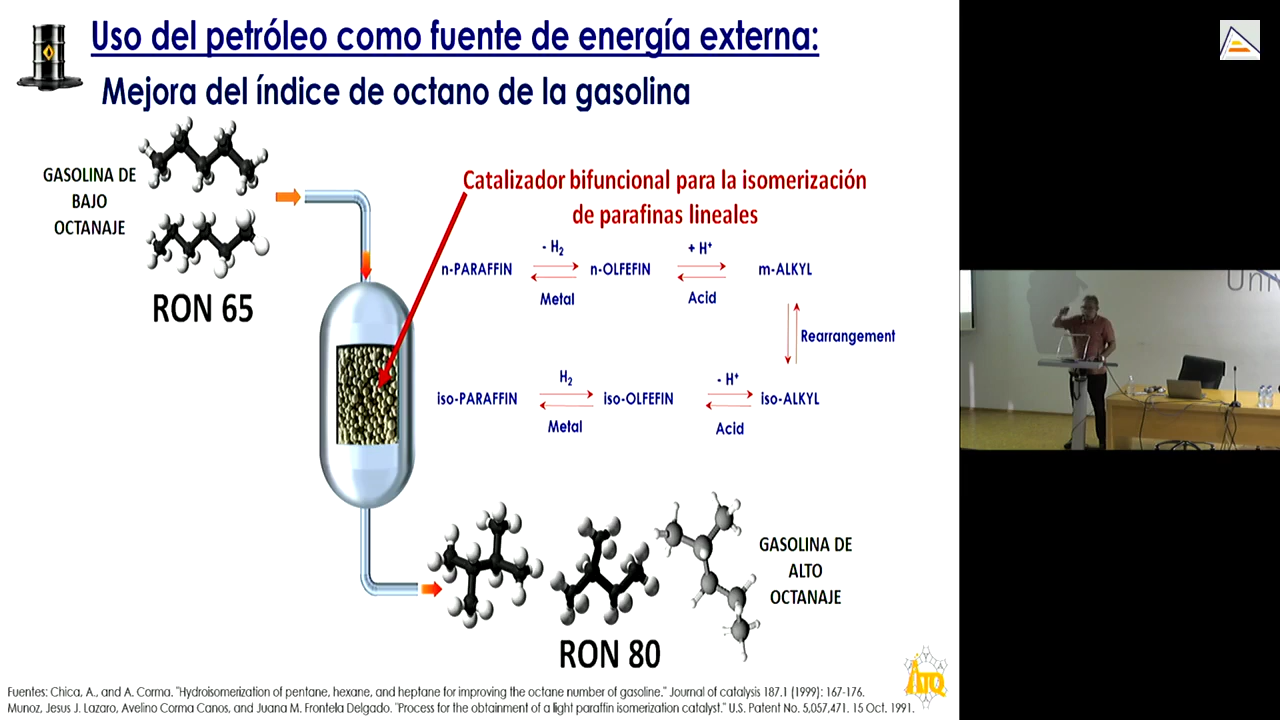 Uso del petróleo como fuente de energía externa:
Mejora del índice de octano de la gasolina
GASOLINA DE
BAJO
OCTANAJE
RON 65
Catalizador bifuncional para la isomerización
de parafinas lineales
- H2
+ H+
n-PARAFFIN
n-OLFEFIN
m-ALKYL
Metal
Acid
Rearrangement
H2
- H+
iso-PARAFFIN
iso-OLFEFIN
iso-ALKYL
Metal
Acid
GASOLINA DE
ALTO
OCTANAJE
RON 80
Fuentes: Chica, A., and A. Corma. "Hydroisomerization of pentane, hexane, and heptane for improving the octane number of gasoline." Journal of catalysis 187.1 (1999): 167-176.
Munoz, Jesus J. Lazaro, Avelino Corma Canos, and Juana M. Frontela Delgado. "Process for the obtainment of a light paraffin isomerization catalyst." U.S. Patent No. 5,057,471. 15 Oct. 1991.
ITQ
Univ